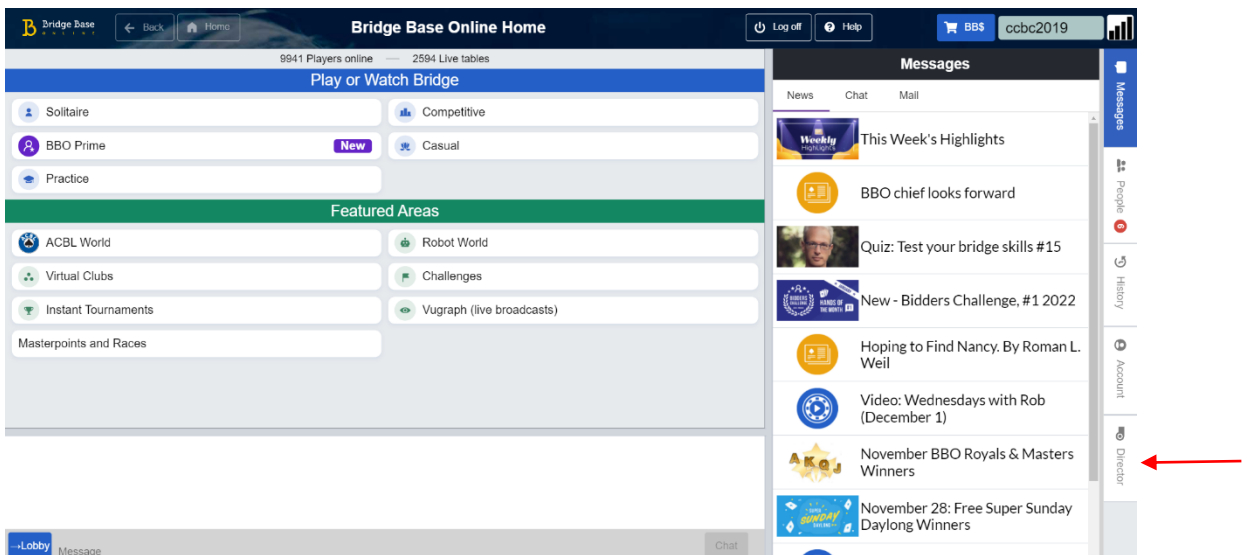 Bridge Base
ONLINE
← Back
Home
Bridge Base Online Home
Log off
Help
BB$
ccbc2019
9941 Players online — 2594 Live tables
Play or Watch Bridge
Solitaire
Competitive
BBO Prime
New
Casual
Practice
Featured Areas
ACBL World
Robot World
Virtual Clubs
Challenges
Instant Tournaments
Vugraph (live broadcasts)
Masterpoints and Races
→Lobby
Message
Chat
Messages
News
Chat
Mail
Weekly
Highlights
This Week's Highlights
BBO chief looks forward
Quiz: Test your bridge skills #15
BIDDERS
CHALLENGE
HANDS OF
THE MONTH #1
New - Bidders Challenge, #1 2022
Hoping to Find Nancy. By Roman L.
Weil
Video: Wednesdays with Rob
(December 1)
A K Q J
November BBO Royals & Masters
Winners
SUPER
SUNDAY
November 28: Free Super Sunday
Daylong Winners
Messages
People 6
History
Account
Director